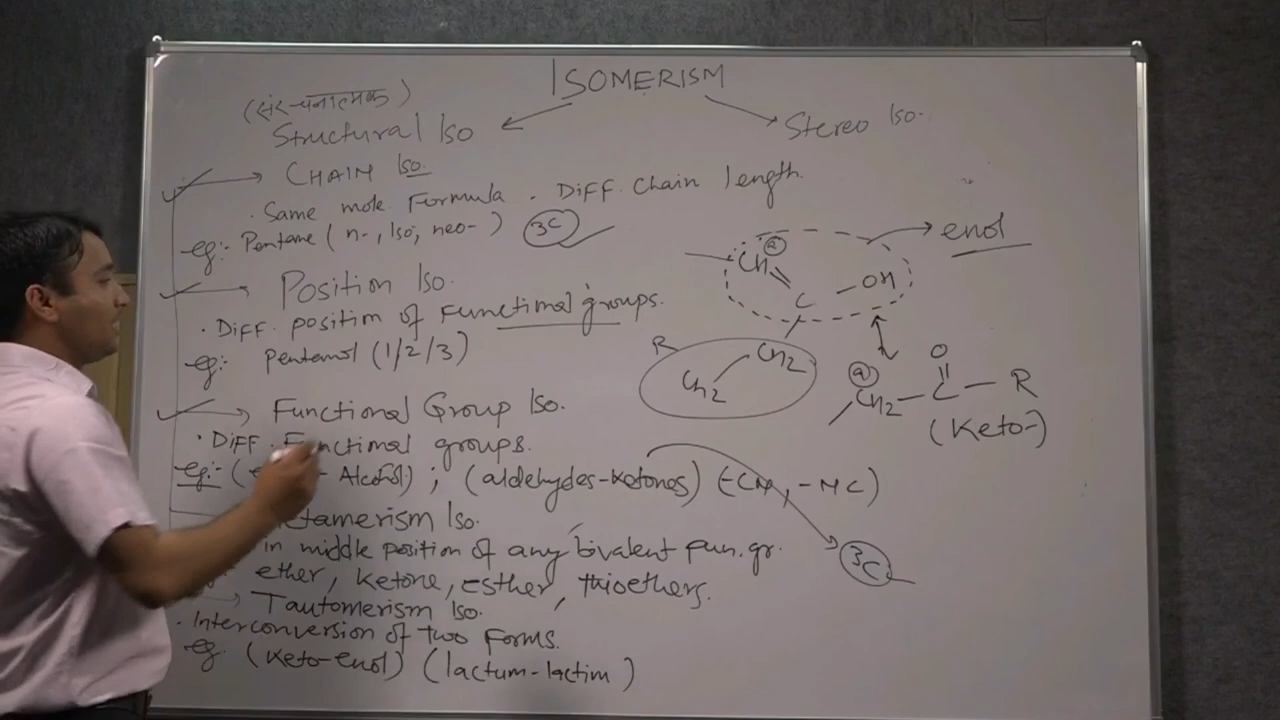 ISOMERISM
(संर-चनात्मक)
Structural Iso
Stereo Iso.
CHAIN Iso.
· Same mole Formula . Diff. Chain length.
eg:- Pentane (n-, Iso, neo-) 3C
Position Iso.
· Diff. position of Functional groups.
eg:- Pentanol (1/2/3)
Functional Group Iso.
· Diff. Functional groups.
eg:- Alcohol) ; (aldehydes-Ketones) (-CN, -NC)
tamerism Iso.
in middle position of any bivalent fun. gr.
ether, Ketone, Esther, thioethers.
Tautomerism Iso.
· Interconversion of two Forms.
eg (Keto-enol) (lactum-lactim)
enol
CH a
C - OH
R
CH2 CH2
O
a
CH2 - C - R
(Keto-)
3C